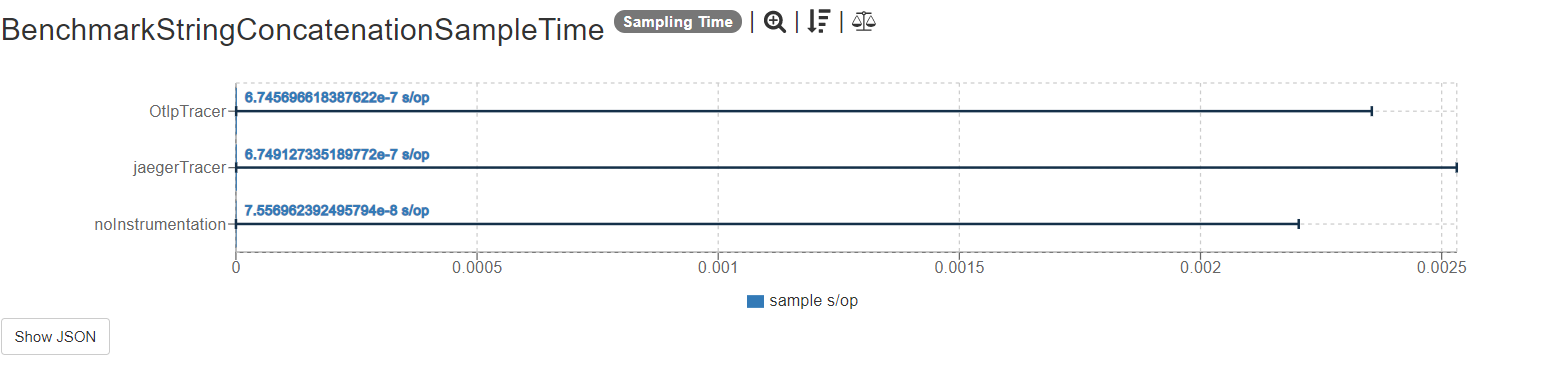 BenchmarkStringConcatenationSampleTime Sampling Time
OtlpTracer 6.745696618387622e-7 s/op
jaegerTracer 6.749127335189772e-7 s/op
noInstrumentation 7.556962392495794e-8 s/op
0 0.0005 0.001 0.0015 0.002 0.0025
sample s/op
Show JSON